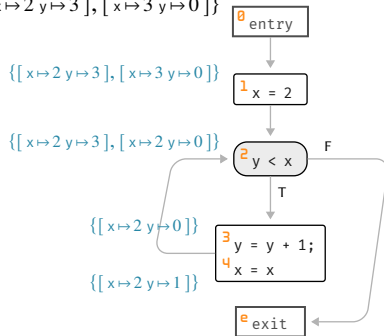 x↦2 y↦3 ], [ x↦3 y↦0 ]}
0 entry
{[ x↦2 y↦3 ], [ x↦3 y↦0 ]}
1 x = 2
{[ x↦2 y↦3 ], [ x↦2 y↦0 ]}
2 y < x
F
T
{[ x↦2 y↦0 ]}
3 y = y + 1;
4 x = x
{[ x↦2 y↦1 ]}
e exit